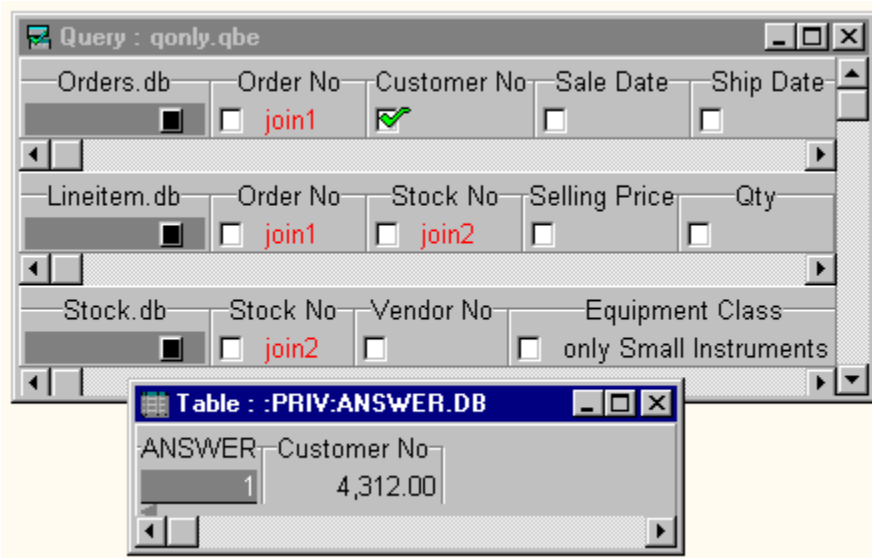 Query : qonly.qbe
Orders.db Order No Customer No Sale Date Ship Date
join1
Lineitem.db Order No Stock No Selling Price Qty
join1 join2
Stock.db Stock No Vendor No Equipment Class
join2 only Small Instruments
Table : :PRIV:ANSWER.DB
ANSWER Customer No
1 4,312.00